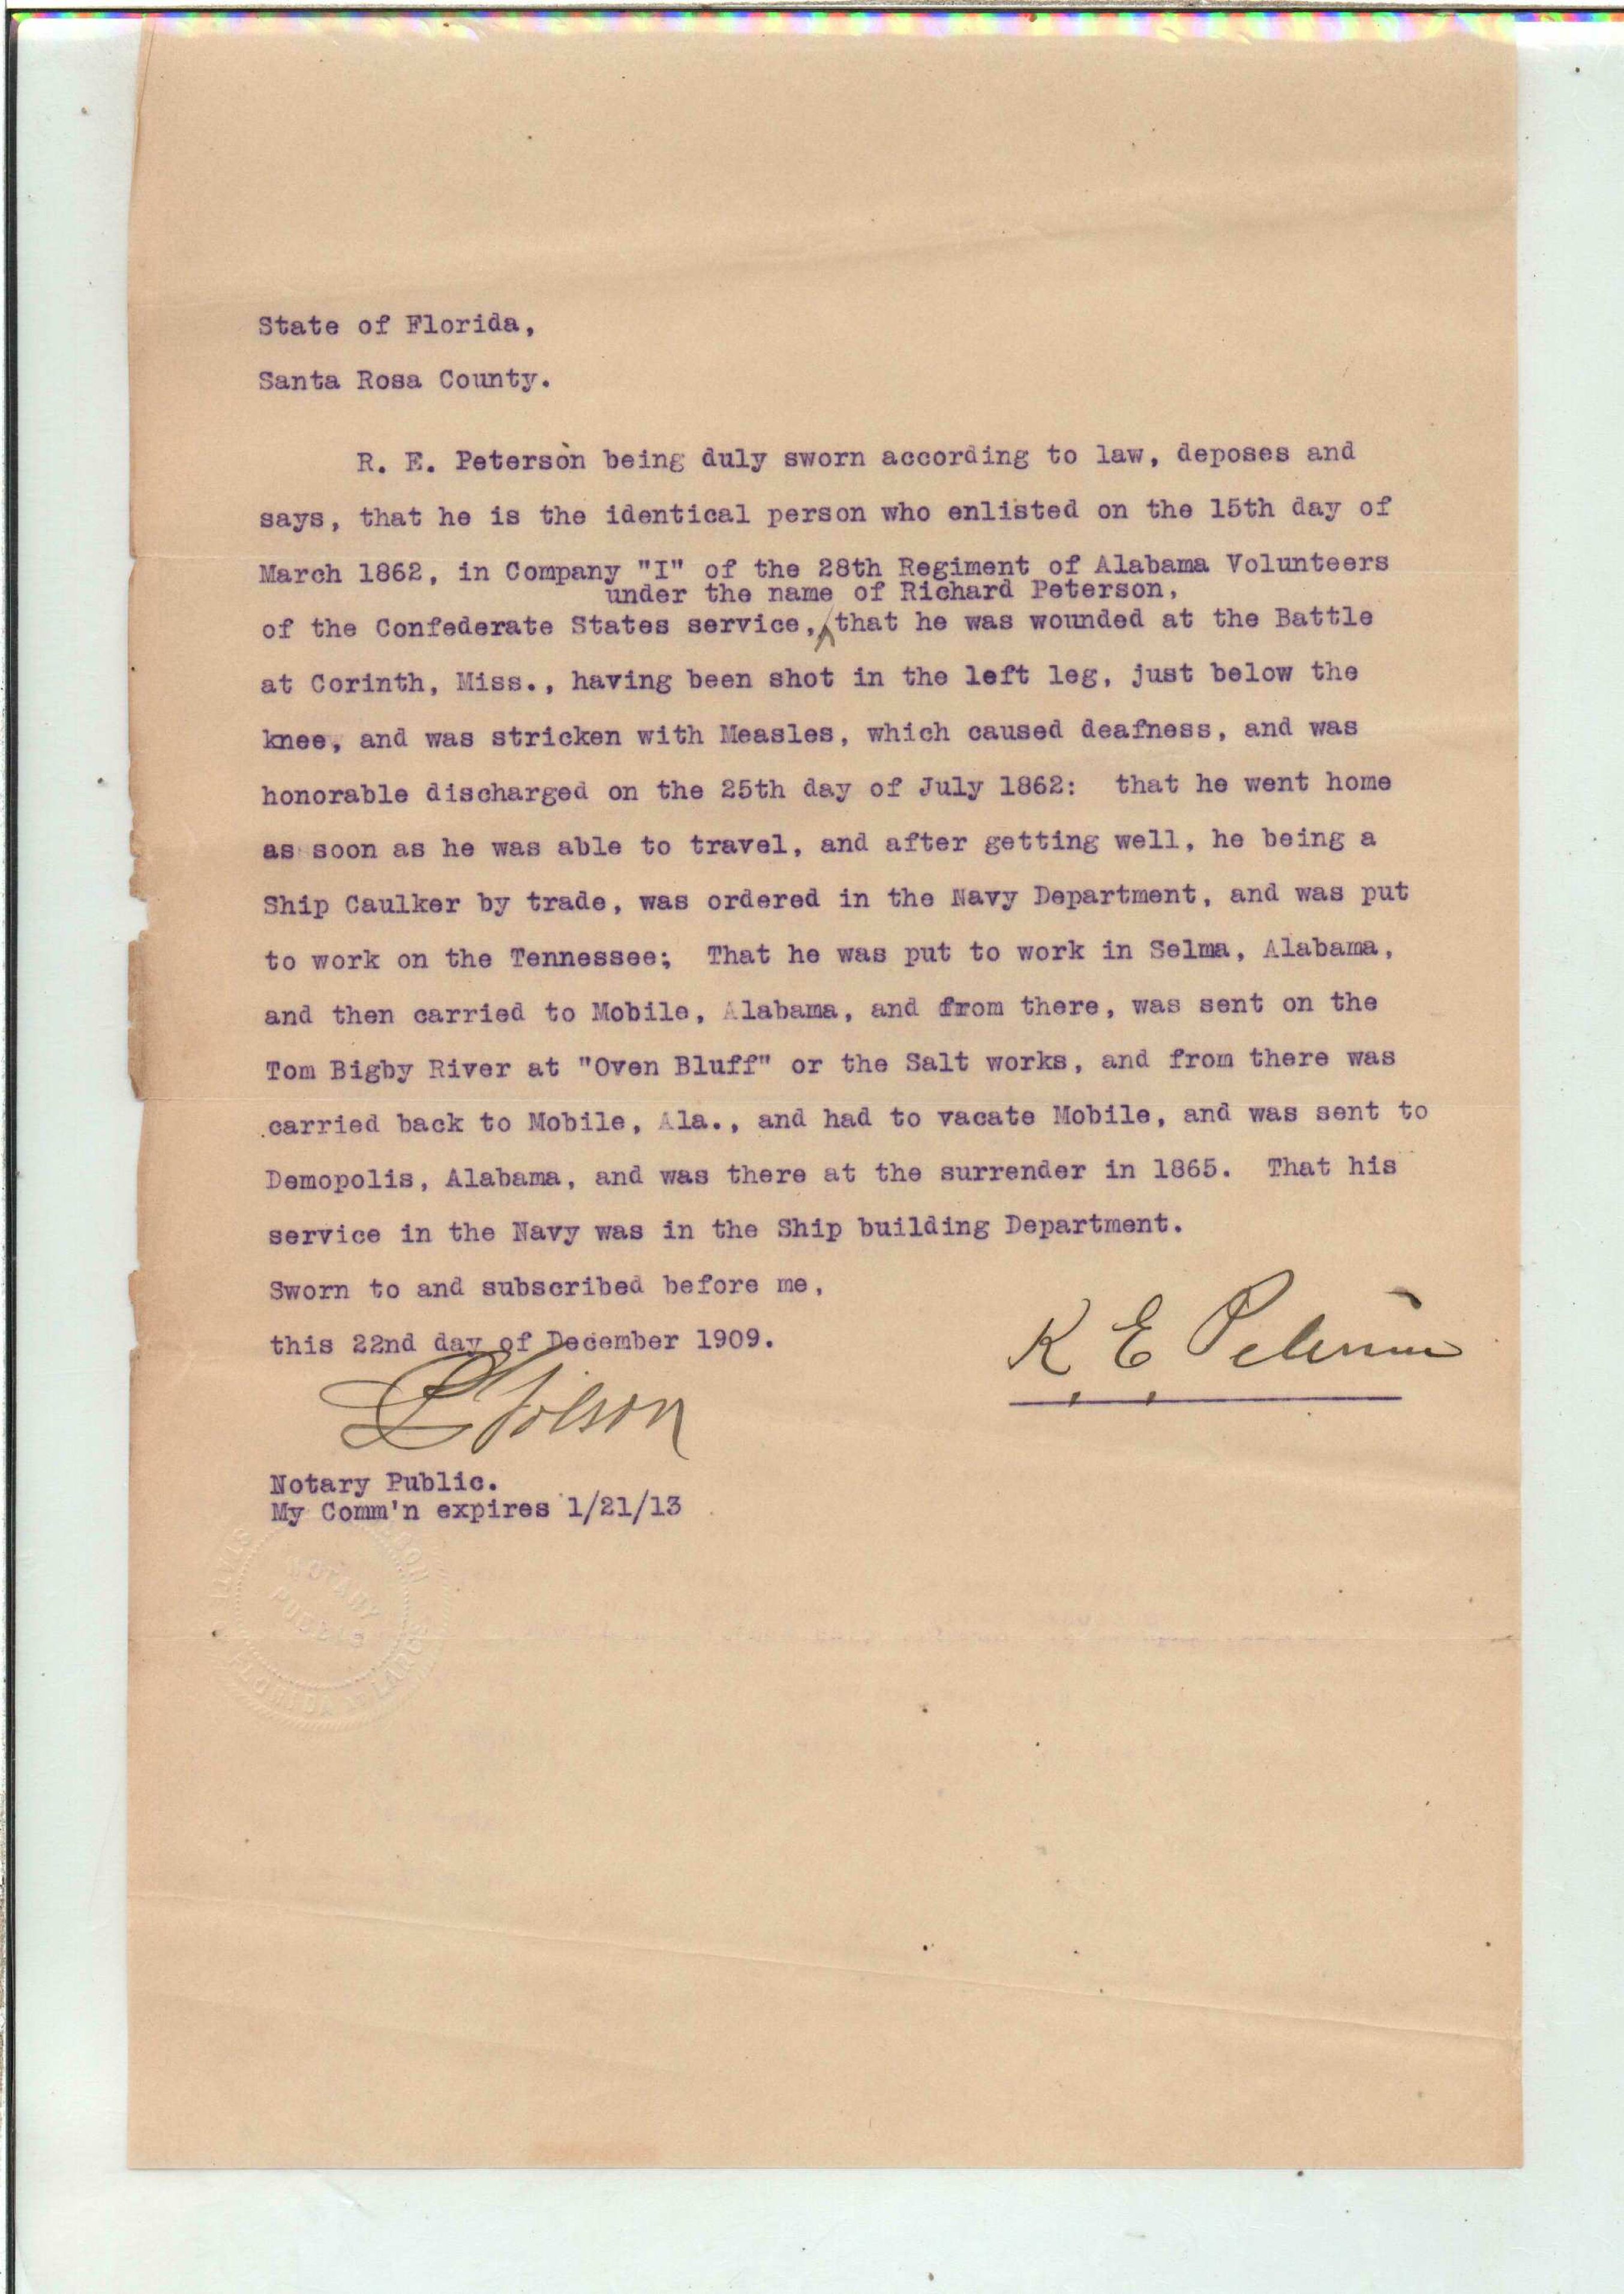 State of Florida,
Santa Rosa County.
R. E. Peterson being duly sworn according to law, deposes and
says, that he is the identical person who enlisted on the 15th day of
March 1862, in Company "I" of the 28th Regiment of Alabama Volunteers
under the name of Richard Peterson,
of the Confederate States service, that he was wounded at the Battle
at Corinth, Miss., having been shot in the left leg, just below the
knee, and was stricken with Measles, which caused deafness, and was
honorable discharged on the 25th day of July 1862: that he went home
as soon as he was able to travel, and after getting well, he being a
Ship Caulker by trade, was ordered in the Navy Department, and was put
to work on the Tennessee; That he was put to work in Selma, Alabama,
and then carried to Mobile, Alabama, and from there, was sent on the
Tom Bigby River at "Oven Bluff" or the Salt works, and from there was
carried back to Mobile, Ala., and had to vacate Mobile, and was sent to
Demopolis, Alabama, and was there at the surrender in 1865. That his
service in the Navy was in the Ship building Department.
Sworn to and subscribed before me,
this 22nd day of December 1909.
R E Peterson
Notary Public.
My Comm'n expires 1/21/13
NOTARY
PUBLIC
FLORIDA AT LARGE